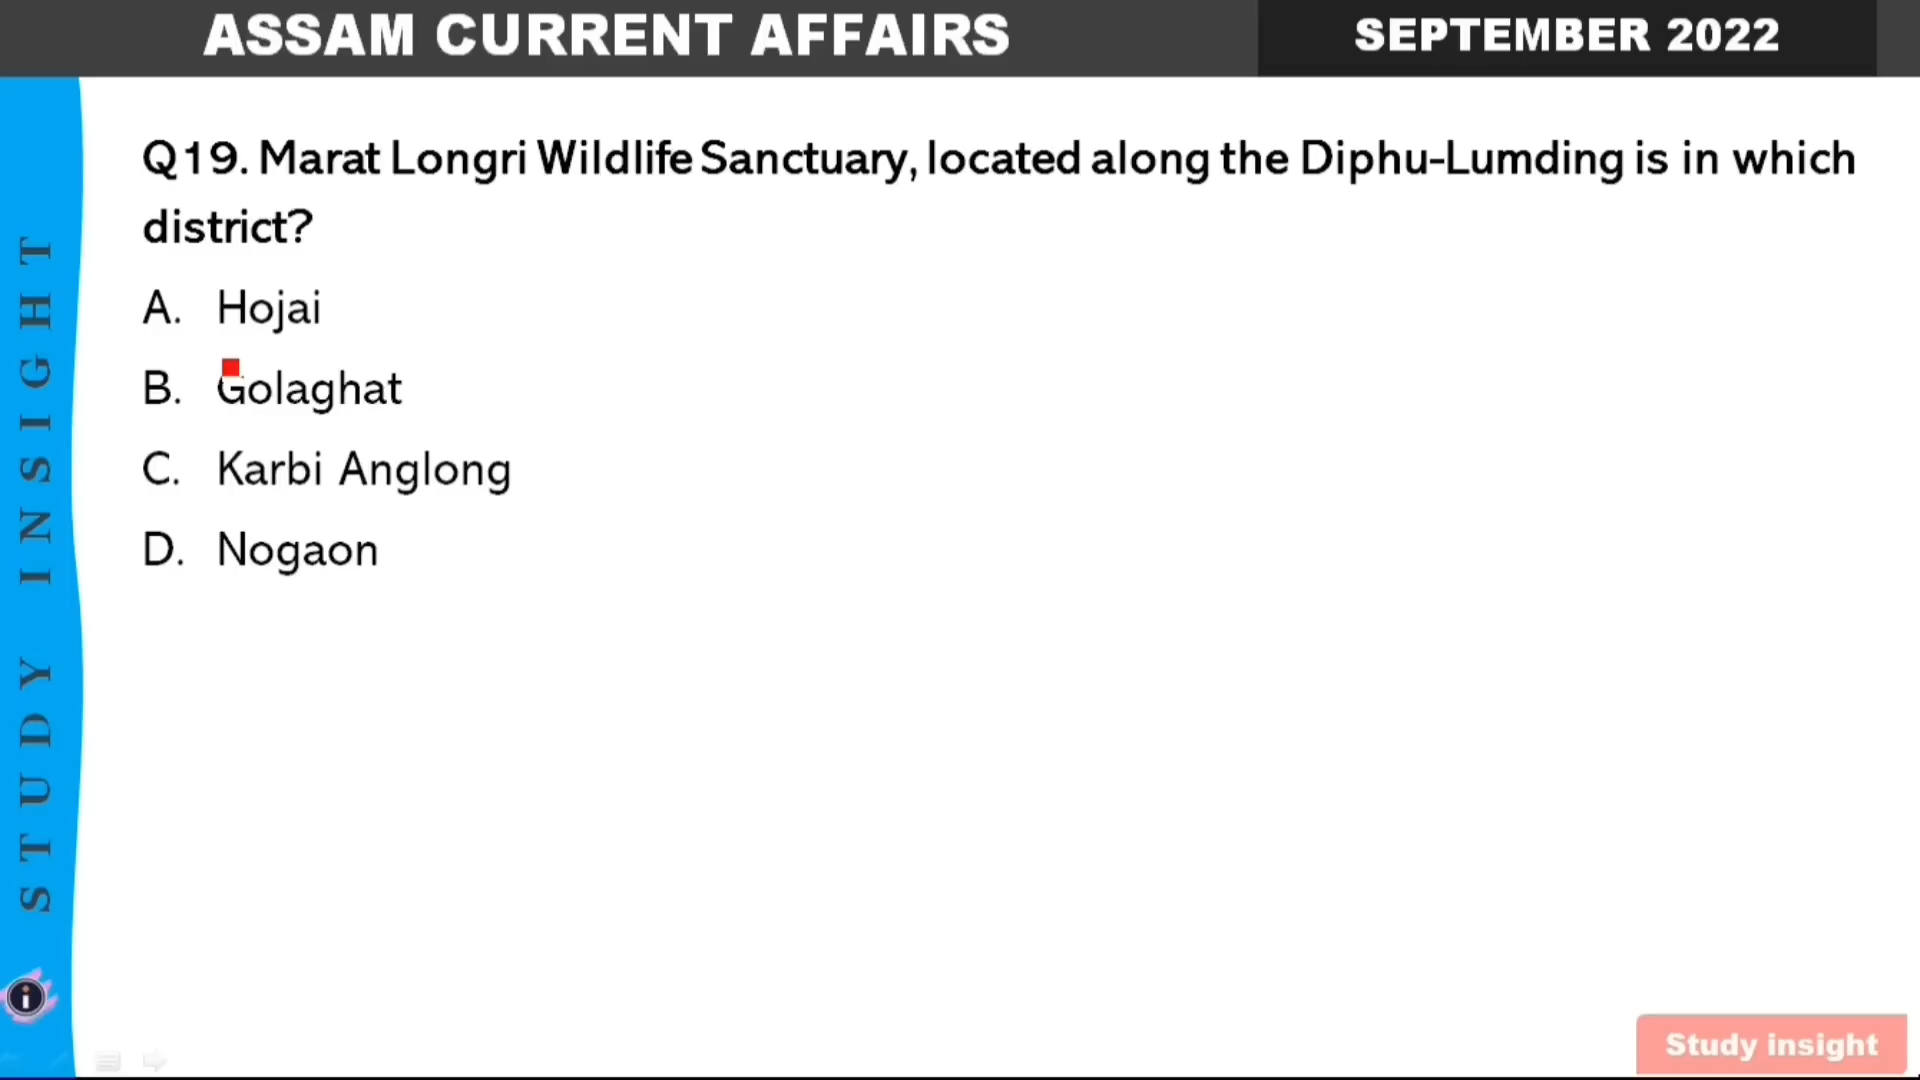 ASSAM CURRENT AFFAIRS
SEPTEMBER 2022
Q19. Marat Longri Wildlife Sanctuary, located along the Diphu-Lumding is in which
district?
A. Hojai
B. Golaghat
C. Karbi Anglong
D. Nogaon
STUDY INSIGHT
i
Study insight